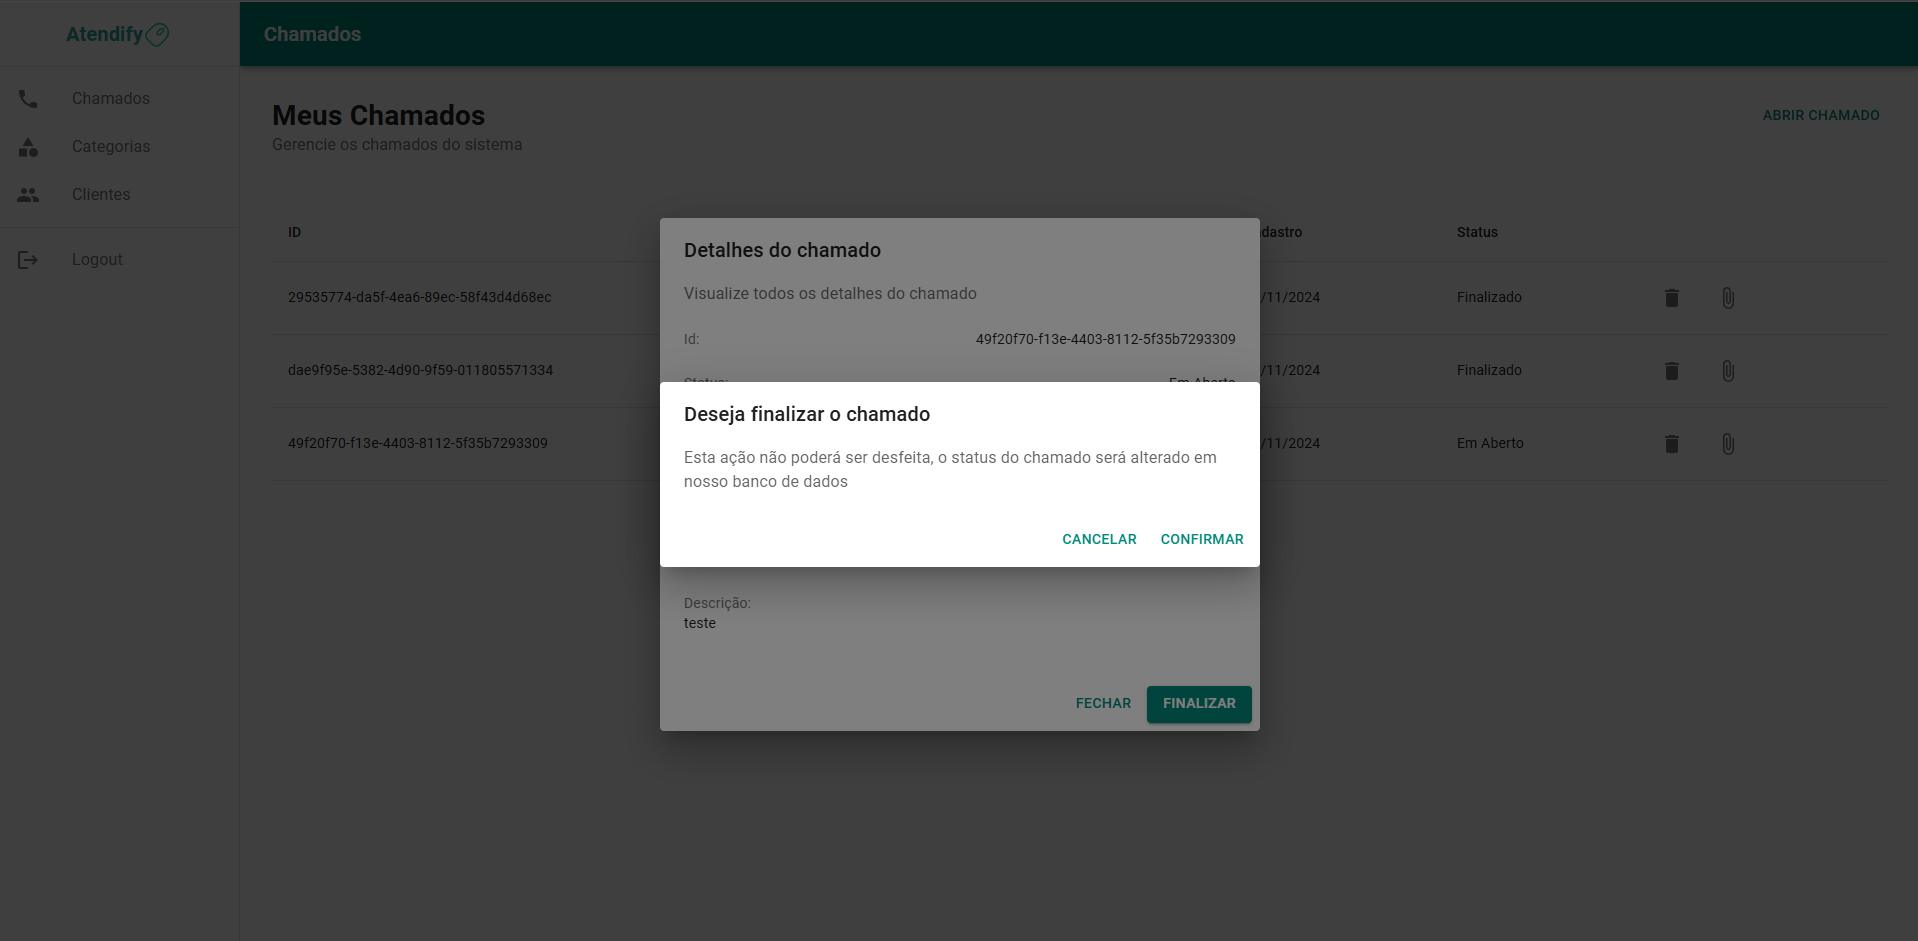 Atendify
Chamados
Chamados
Categorias
Clientes
Logout
Meus Chamados
Gerencie os chamados do sistema
ABRIR CHAMADO
ID
dastro
Status
29535774-da5f-4ea6-89ec-58f43d4d68ec
/11/2024
Finalizado
dae9f95e-5382-4d90-9f59-011805571334
/11/2024
Finalizado
49f20f70-f13e-4403-8112-5f35b7293309
/11/2024
Em Aberto
Detalhes do chamado
Visualize todos os detalhes do chamado
Id:
49f20f70-f13e-4403-8112-5f35b7293309
Status:
Em Aberto
Deseja finalizar o chamado
Esta ação não poderá ser desfeita, o status do chamado será alterado em
nosso banco de dados
CANCELAR
CONFIRMAR
Descrição:
teste
FECHAR
FINALIZAR